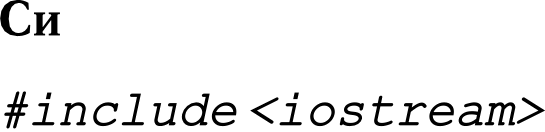 Си
#include <iostream>